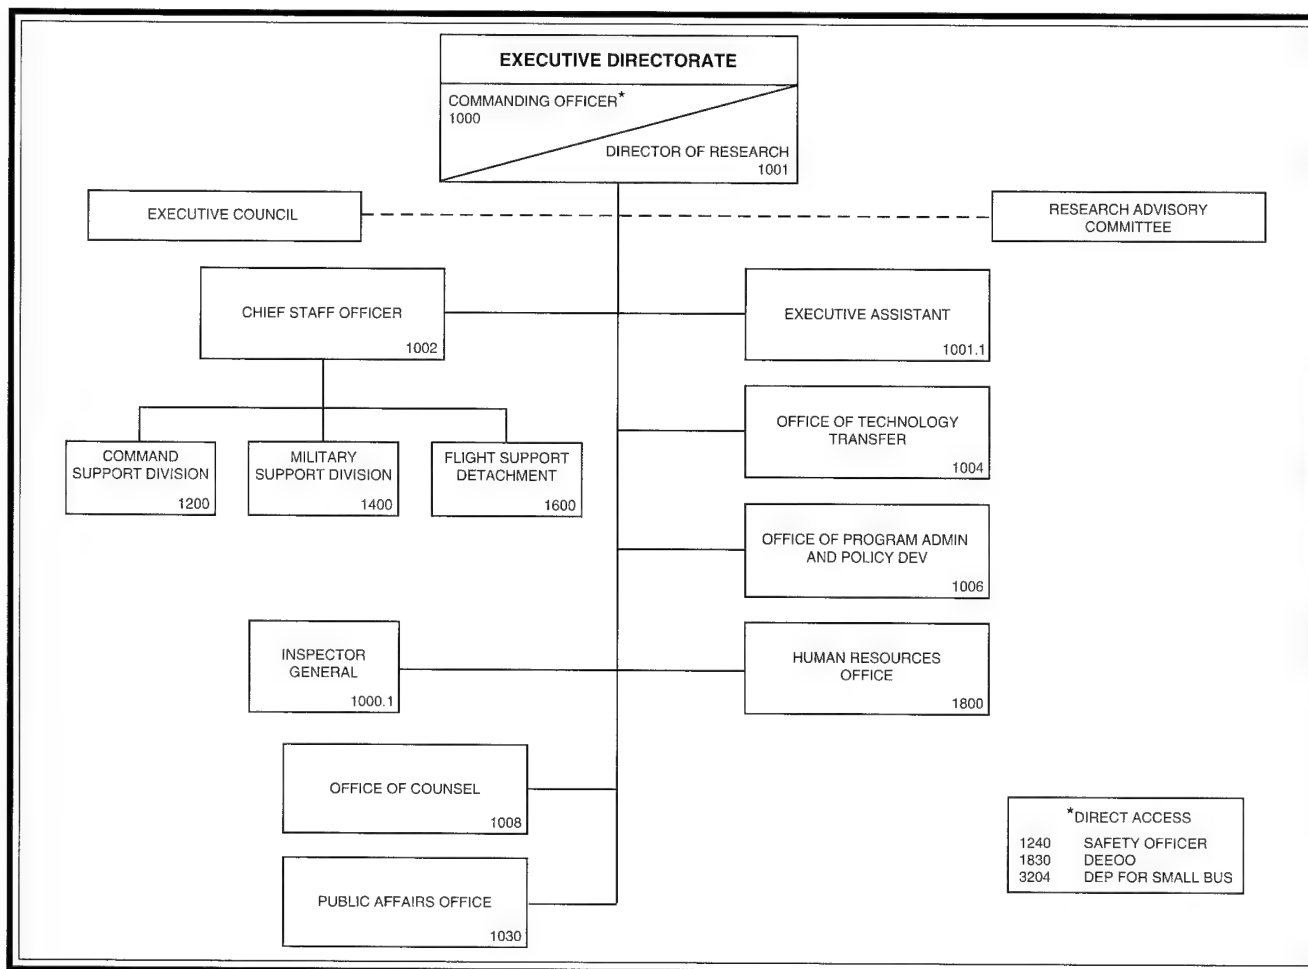 EXECUTIVE DIRECTORATE
COMMANDING OFFICER*
1000
DIRECTOR OF RESEARCH
1001
EXECUTIVE COUNCIL
RESEARCH ADVISORY
COMMITTEE
CHIEF STAFF OFFICER
1002
EXECUTIVE ASSISTANT
1001.1
COMMAND
SUPPORT DIVISION
1200
MILITARY
SUPPORT DIVISION
1400
FLIGHT SUPPORT
DETACHMENT
1600
OFFICE OF TECHNOLOGY
TRANSFER
1004
OFFICE OF PROGRAM ADMIN
AND POLICY DEV
1006
INSPECTOR
GENERAL
1000.1
HUMAN RESOURCES
OFFICE
1800
OFFICE OF COUNSEL
1008
PUBLIC AFFAIRS OFFICE
1030
*DIRECT ACCESS
1240 SAFETY OFFICER
1830 DEEOO
3204 DEP FOR SMALL BUS